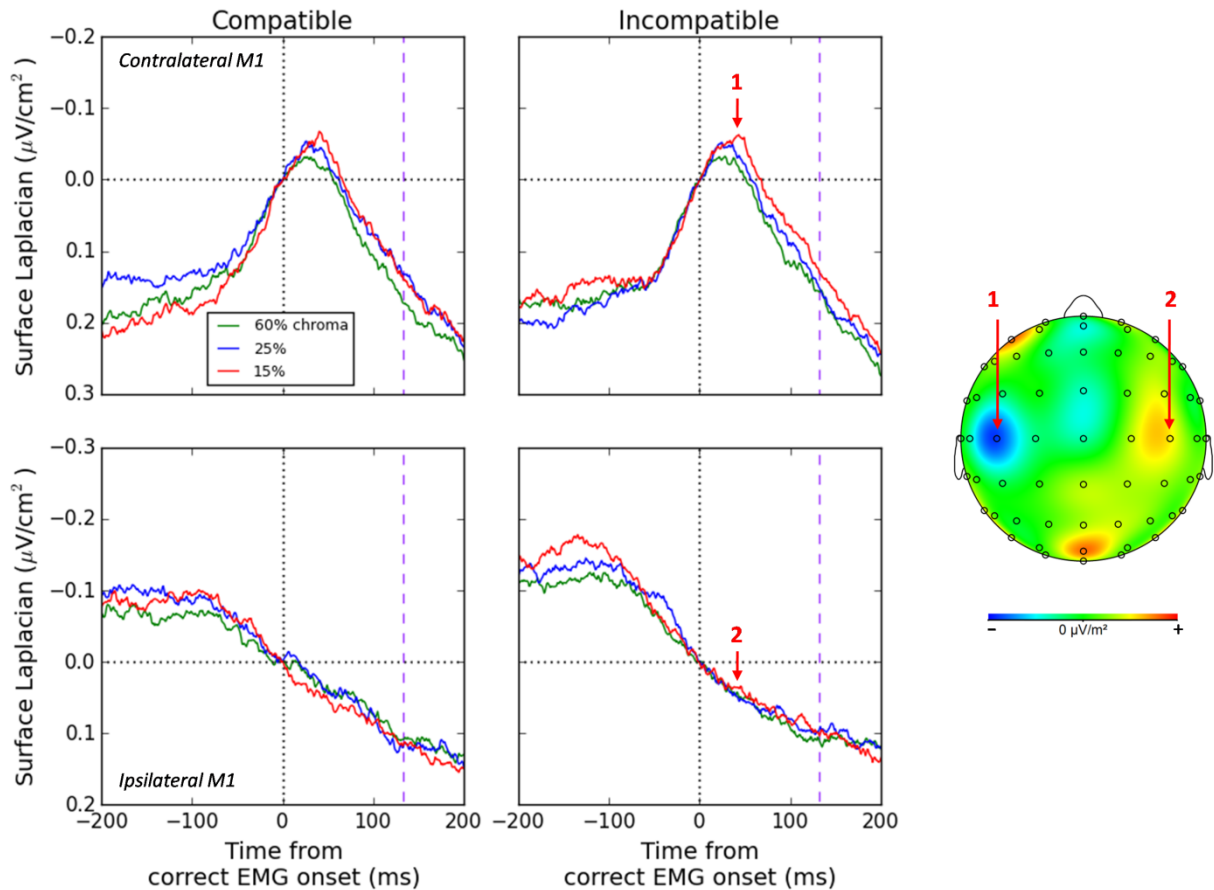 Compatible
Incompatible
Surface Laplacian (μV/cm²)
−0.2
−0.1
0.0
0.1
0.2
0.3
Contralateral M1
60% chroma
25%
15%
1
Surface Laplacian (μV/cm²)
−0.3
−0.2
−0.1
0.0
0.1
0.2
Ipsilateral M1
2
−200
−100
0
100
200
−200
−100
0
100
200
Time from
correct EMG onset (ms)
Time from
correct EMG onset (ms)
1
2
−
0 μV/m²
+